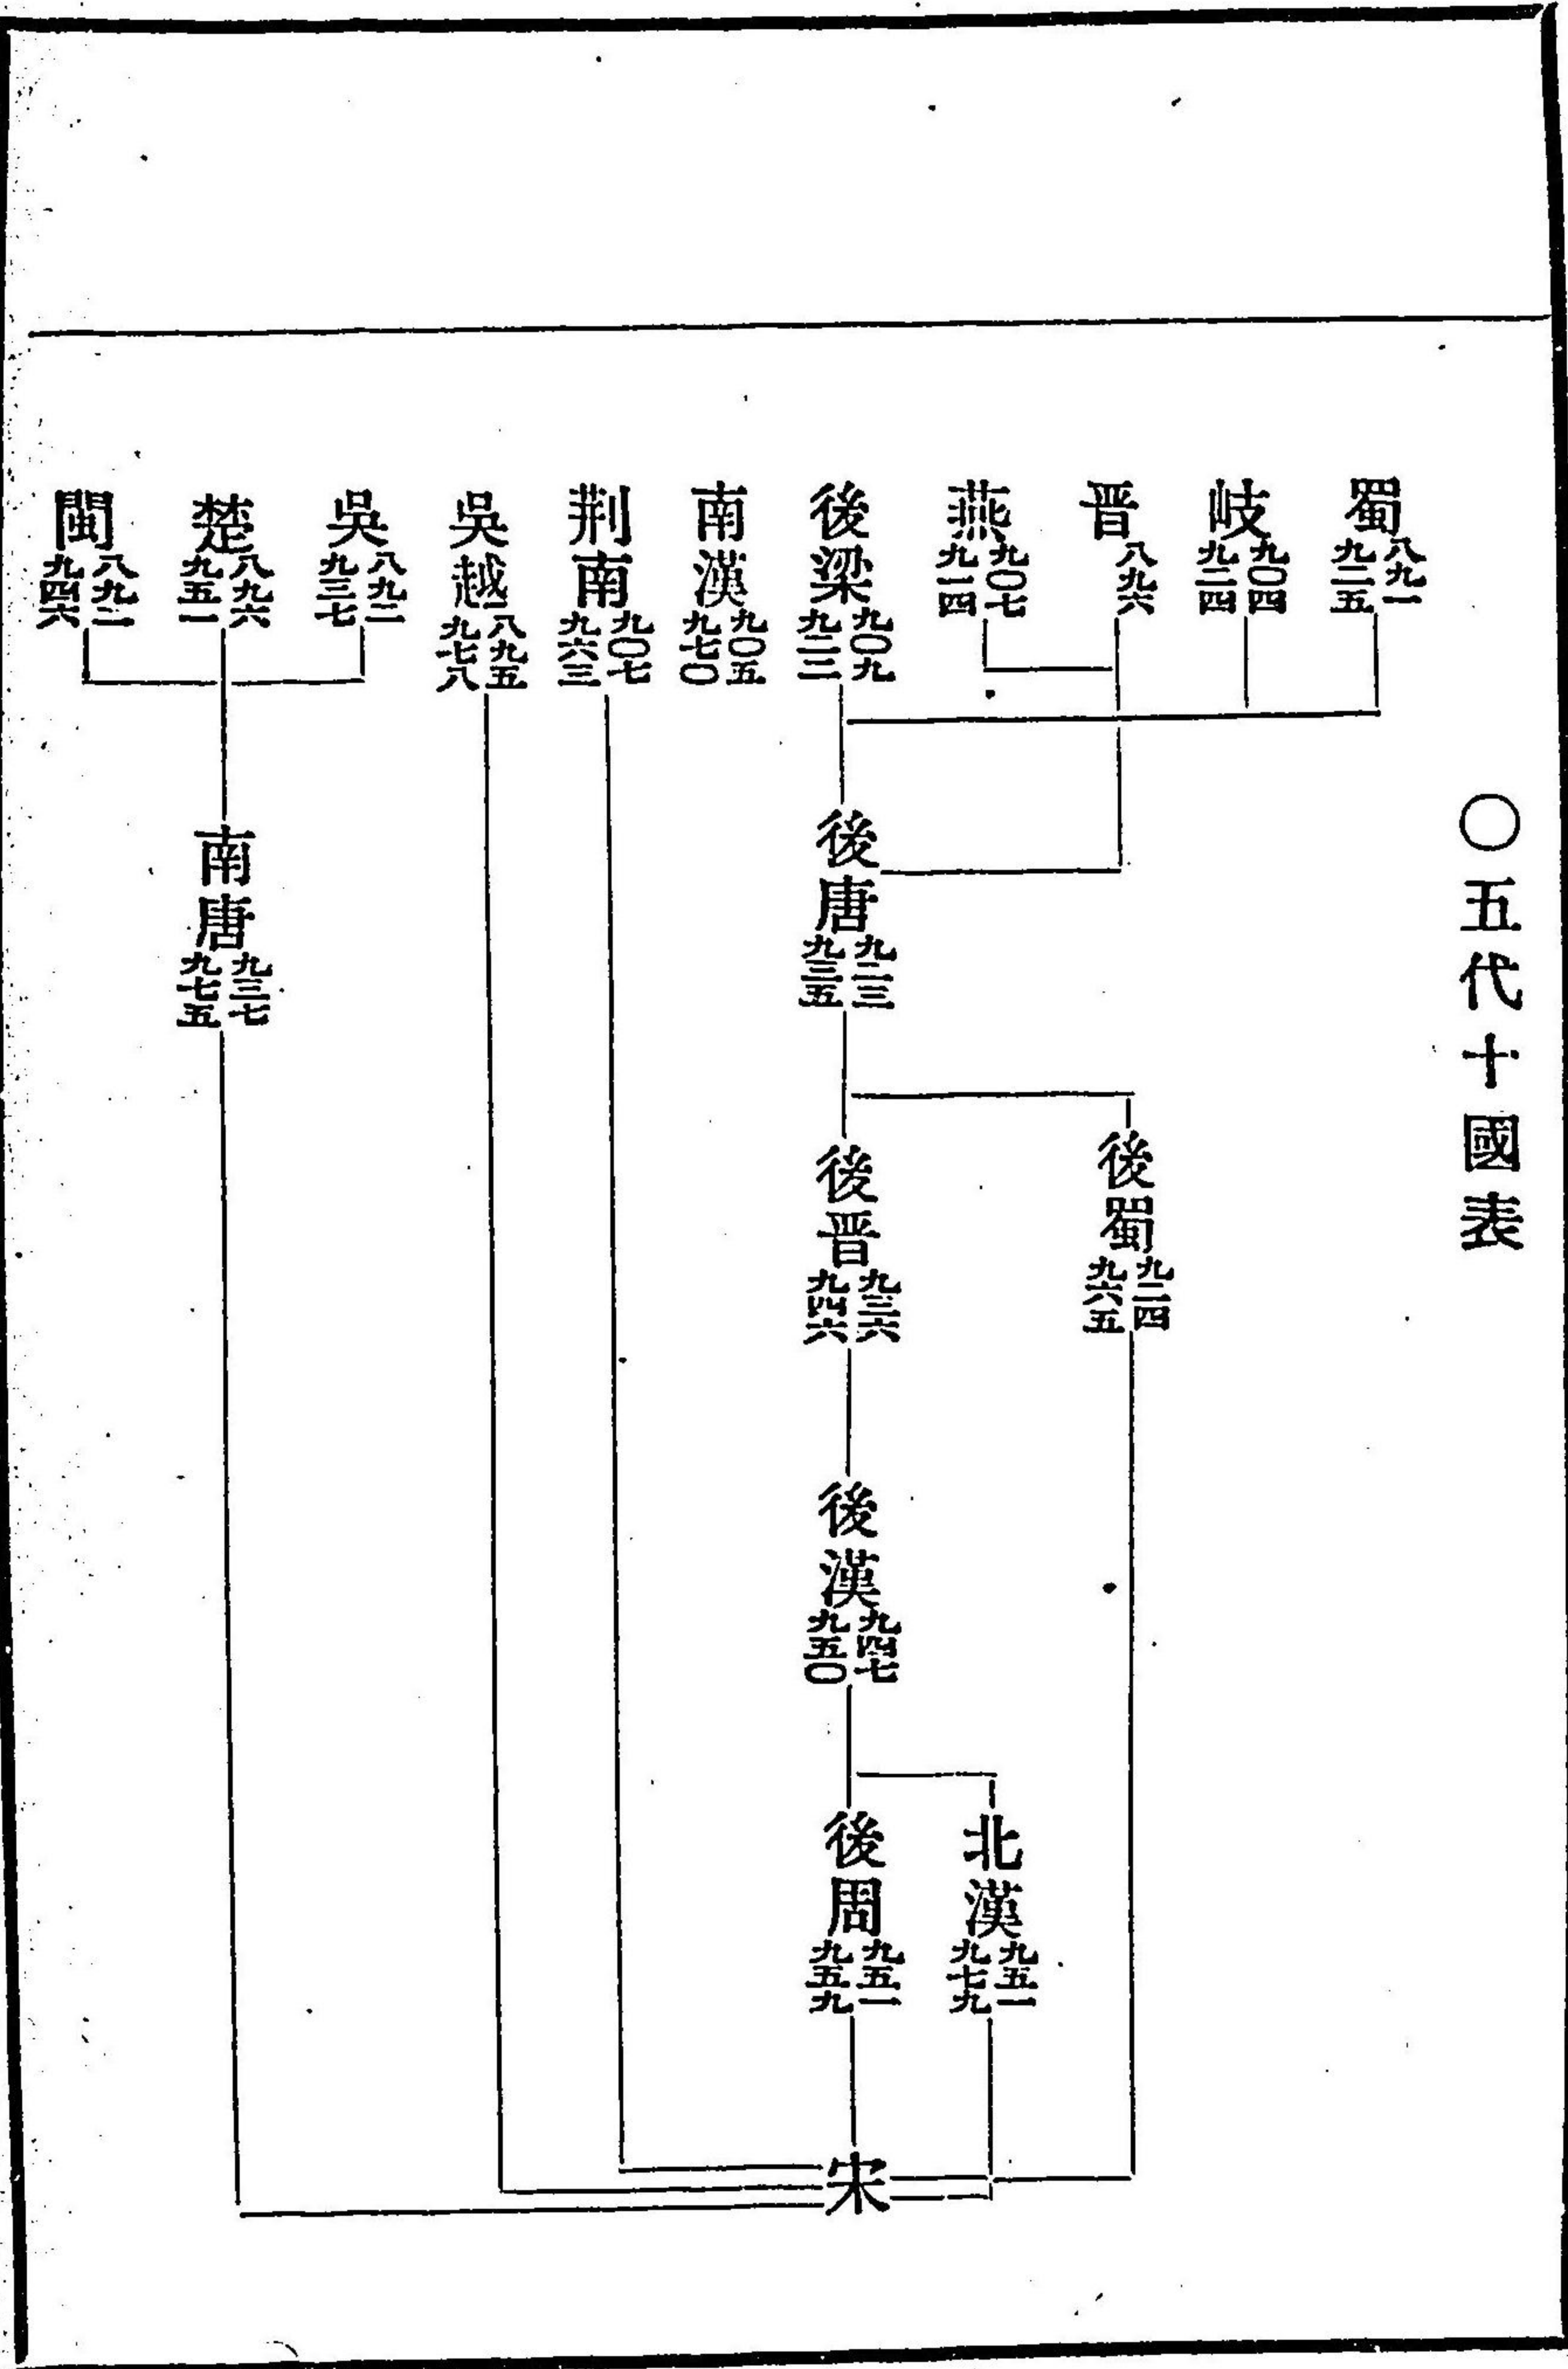 〇五代十國表
蜀 八九一 九二五
岐 九〇四 九二四
晋 八九六
燕 九〇七 九一四
後梁 九〇九 九二二
南漢 九〇五 九七〇
荆南 九〇七 九六三
吳越 八九五 九七八
吳 八九二 九三七
楚 八九六 九五一
閩 八九二 九四六
後唐 九二三 九三五
南唐 九三七 九七五
後蜀 九二四 九六五
後晋 九三六 九四六
後漢 九四七 九五〇
北漢 九五一 九七九
後周 九五一 九五九
宋